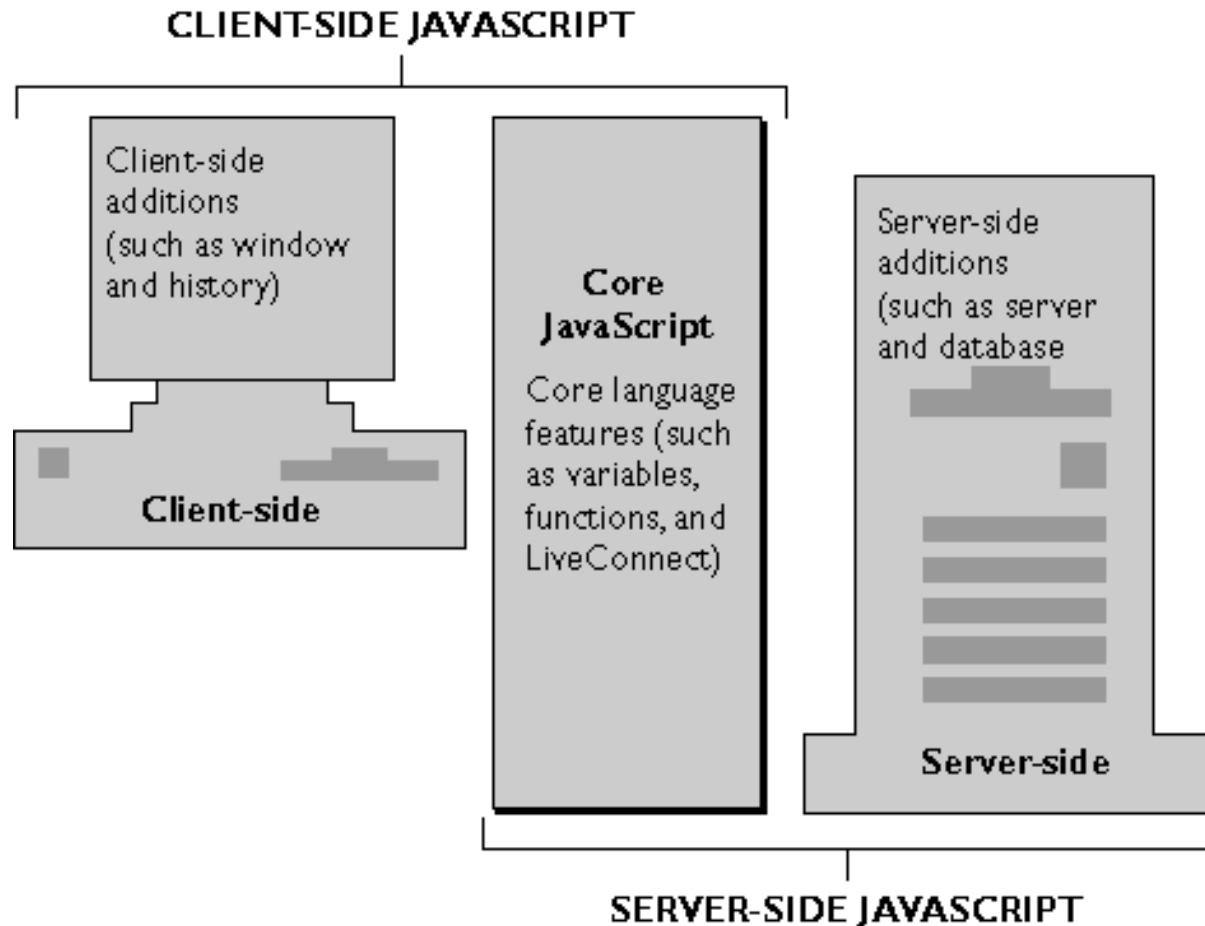 CLIENT-SIDE JAVASCRIPT
Client-side
additions
(such as window
and history)
Client-side
Core
JavaScript
Core language
features (such
as variables,
functions, and
LiveConnect)
Server-side
additions
(such as server
and database
Server-side
SERVER-SIDE JAVASCRIPT